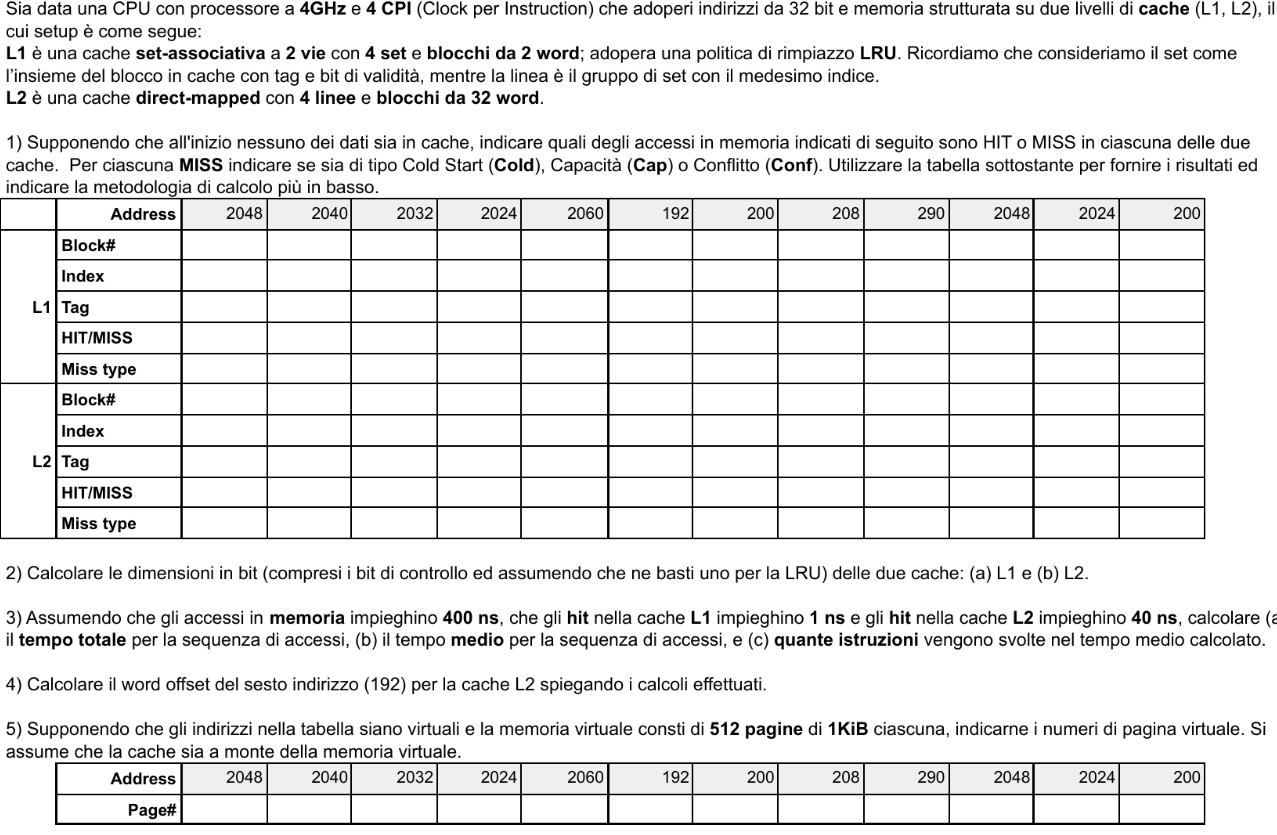 Sia data una CPU con processore a 4GHz e 4 CPI (Clock per Instruction) che adoperi indirizzi da 32 bit e memoria strutturata su due livelli di cache (L1, L2), il
cui setup è come segue:
L1 è una cache set-associativa a 2 vie con 4 set e blocchi da 2 word; adopera una politica di rimpiazzo LRU. Ricordiamo che consideriamo il set come
l'insieme del blocco in cache con tag e bit di validità, mentre la linea è il gruppo di set con il medesimo indice.
L2 è una cache direct-mapped con 4 linee e blocchi da 32 word.
1) Supponendo che all'inizio nessuno dei dati sia in cache, indicare quali degli accessi in memoria indicati di seguito sono HIT o MISS in ciascuna delle due
cache. Per ciascuna MISS indicare se sia di tipo Cold Start (Cold), Capacità (Cap) o Conflitto (Conf). Utilizzare la tabella sottostante per fornire i risultati ed
indicare la metodologia di calcolo più in basso.
Address 2048 2040 2032 2024 2060 192 200 208 290 2048 2024 200
Block#
Index
L1 Tag
HIT/MISS
Miss type
Block#
Index
L2 Tag
HIT/MISS
Miss type
2) Calcolare le dimensioni in bit (compresi i bit di controllo ed assumendo che ne basti uno per la LRU) delle due cache: (a) L1 e (b) L2.
3) Assumendo che gli accessi in memoria impieghino 400 ns, che gli hit nella cache L1 impieghino 1 ns e gli hit nella cache L2 impieghino 40 ns, calcolare (a
il tempo totale per la sequenza di accessi, (b) il tempo medio per la sequenza di accessi, e (c) quante istruzioni vengono svolte nel tempo medio calcolato.
4) Calcolare il word offset del sesto indirizzo (192) per la cache L2 spiegando i calcoli effettuati.
5) Supponendo che gli indirizzi nella tabella siano virtuali e la memoria virtuale consti di 512 pagine di 1KiB ciascuna, indicarne i numeri di pagina virtuale. Si
assume che la cache sia a monte della memoria virtuale.
Address 2048 2040 2032 2024 2060 192 200 208 290 2048 2024 200
Page#